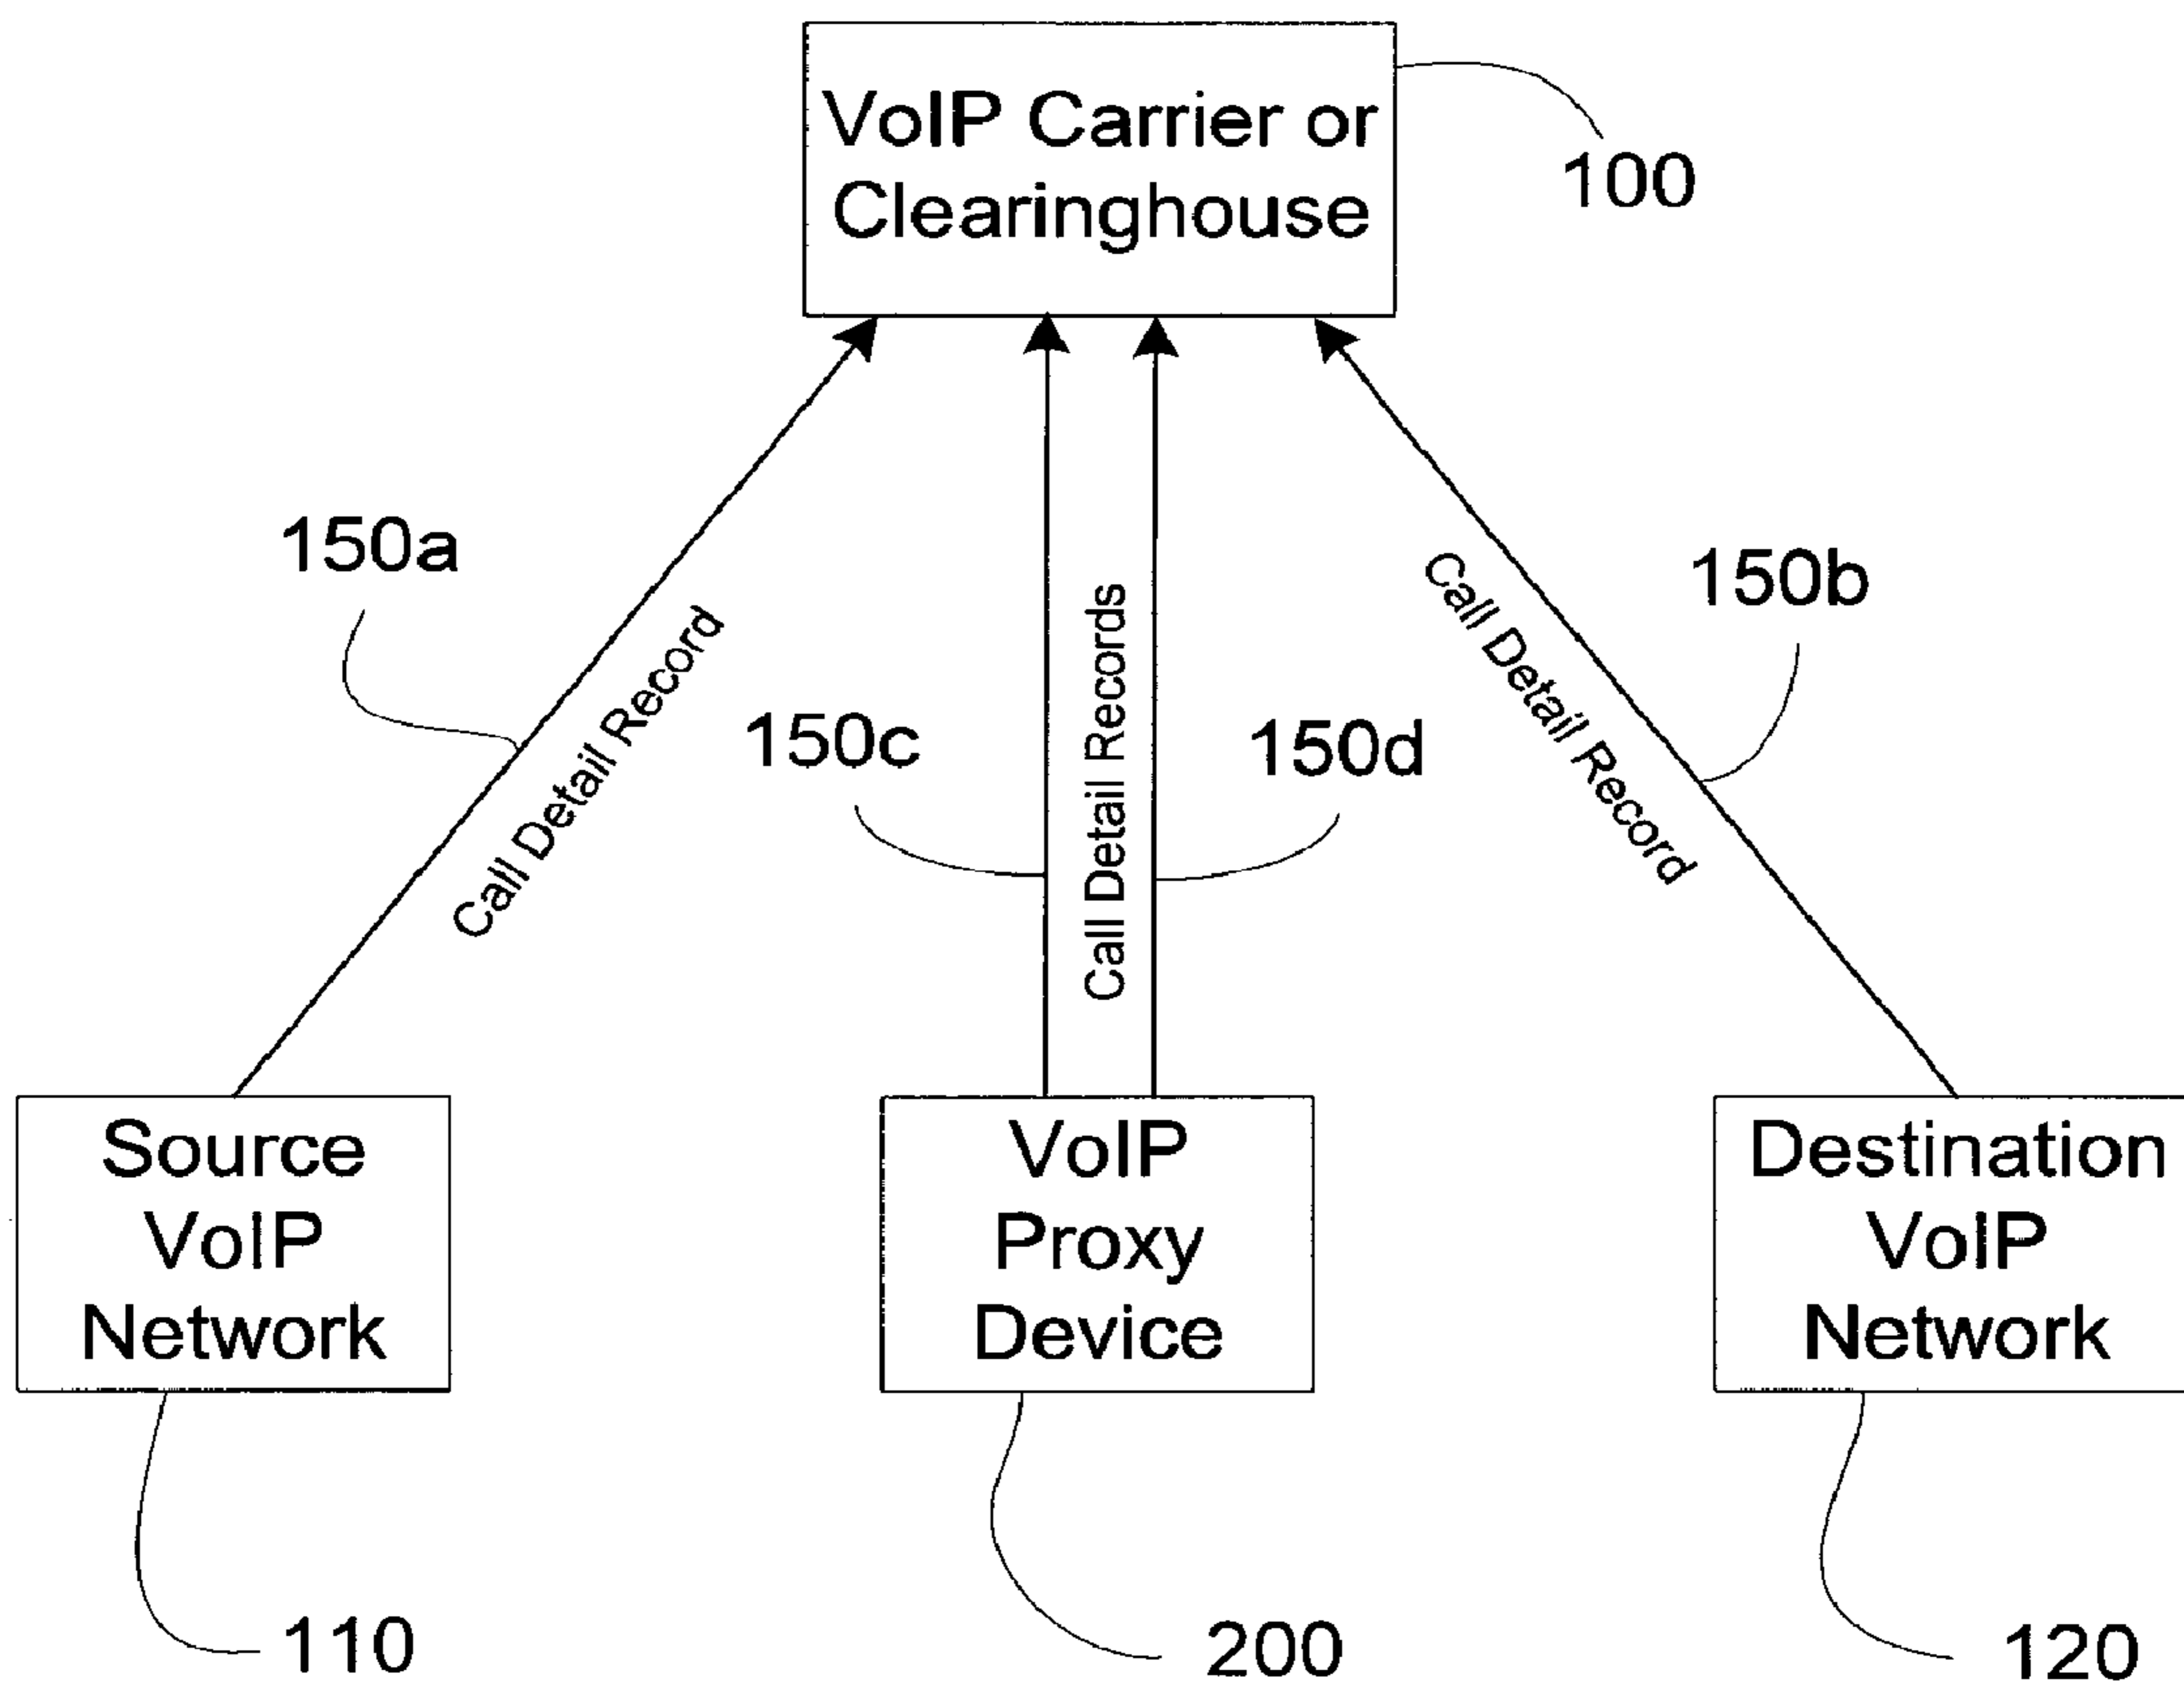 VoIP Carrier or
Clearinghouse
100
150a
Call Detail Record
150c
Call Detail Records
150d
Call Detail Record
150b
Source
VoIP
Network
VoIP
Proxy
Device
Destination
VoIP
Network
110
200
120